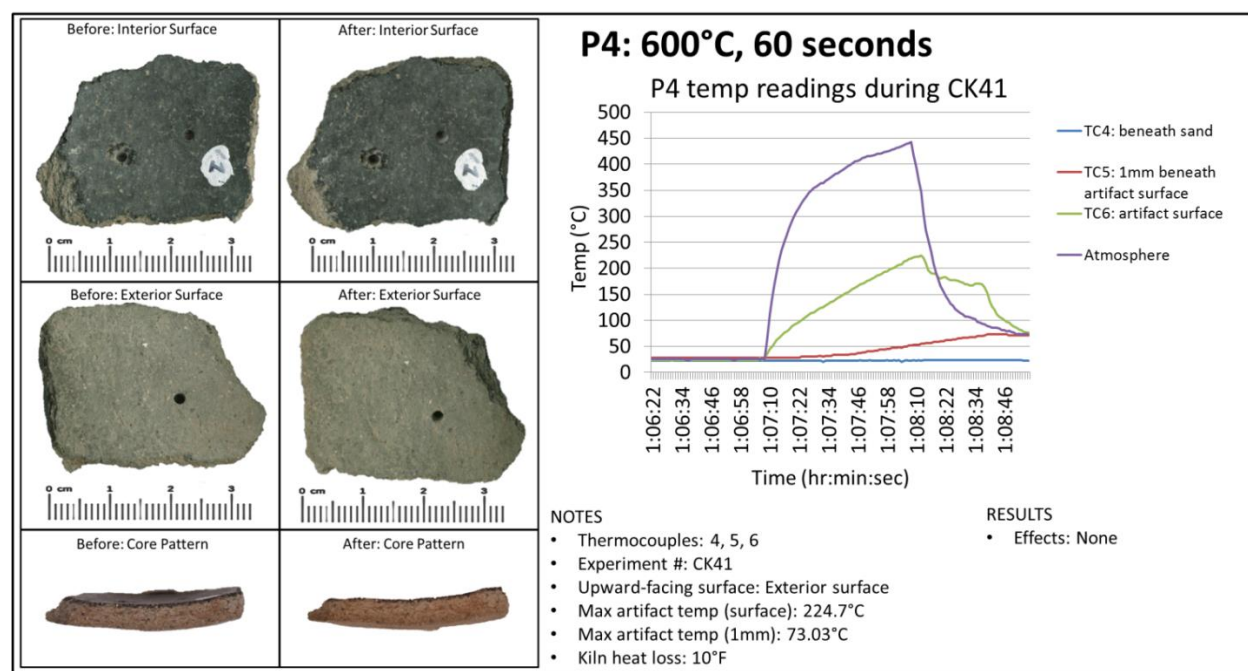 Before: Interior Surface
After: Interior Surface
0 cm 1 2 3
0 cm 1 2 3
Before: Exterior Surface
After: Exterior Surface
0 cm 1 2 3
0 cm 1 2 3
Before: Core Pattern
After: Core Pattern
P4: 600°C, 60 seconds
P4 temp readings during CK41
500
450
400
350
300
250
200
150
100
50
0
Temp (°C)
1:06:22
1:06:34
1:06:46
1:06:58
1:07:10
1:07:22
1:07:34
1:07:46
1:07:58
1:08:10
1:08:22
1:08:34
1:08:46
Time (hr:min:sec)
TC4: beneath sand
TC5: 1mm beneath
artifact surface
TC6: artifact surface
Atmosphere
NOTES
• Thermocouples: 4, 5, 6
• Experiment #: CK41
• Upward-facing surface: Exterior surface
• Max artifact temp (surface): 224.7°C
• Max artifact temp (1mm): 73.03°C
• Kiln heat loss: 10°F
RESULTS
• Effects: None